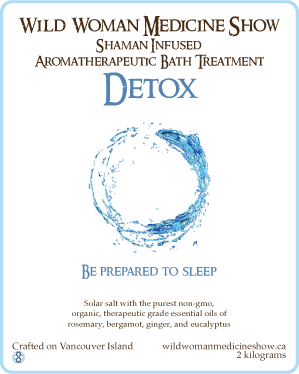 Wild Woman Medicine Show
Shaman Infused
Aromatherapeutic Bath Treatment
Detox
Be prepared to sleep
Solar salt with the purest non-gmo,
organic, therapeutic grade essential oils of
rosemary, bergamot, ginger, and eucalyptus
Crafted on Vancouver Island
wildwomanmedicineshow.ca
2 kilograms